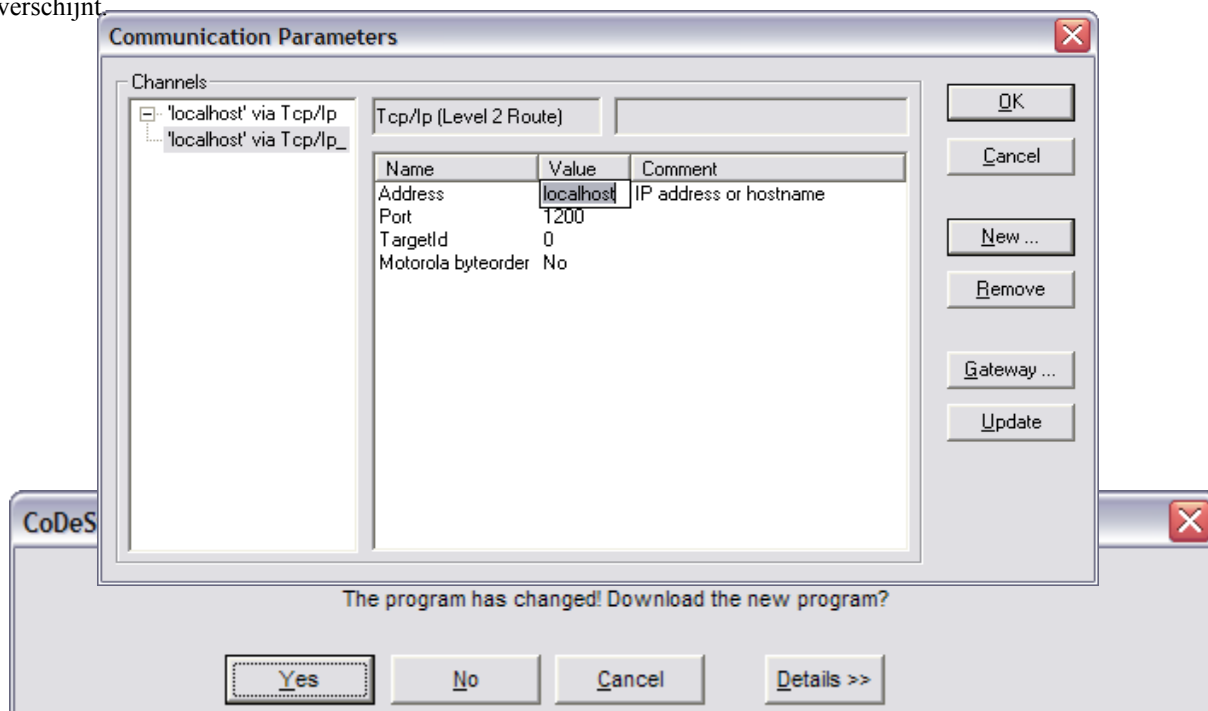 verschijnt.
Communication Parameters
Channels
'localhost' via Tcp/Ip
'localhost' via Tcp/Ip_
Tcp/Ip (Level 2 Route)
Name Value Comment
Address localhost IP address or hostname
Port 1200
TargetId 0
Motorola byteorder No
OK
Cancel
New ...
Remove
Gateway ...
Update
CoDeS
The program has changed! Download the new program?
Yes No Cancel Details >>